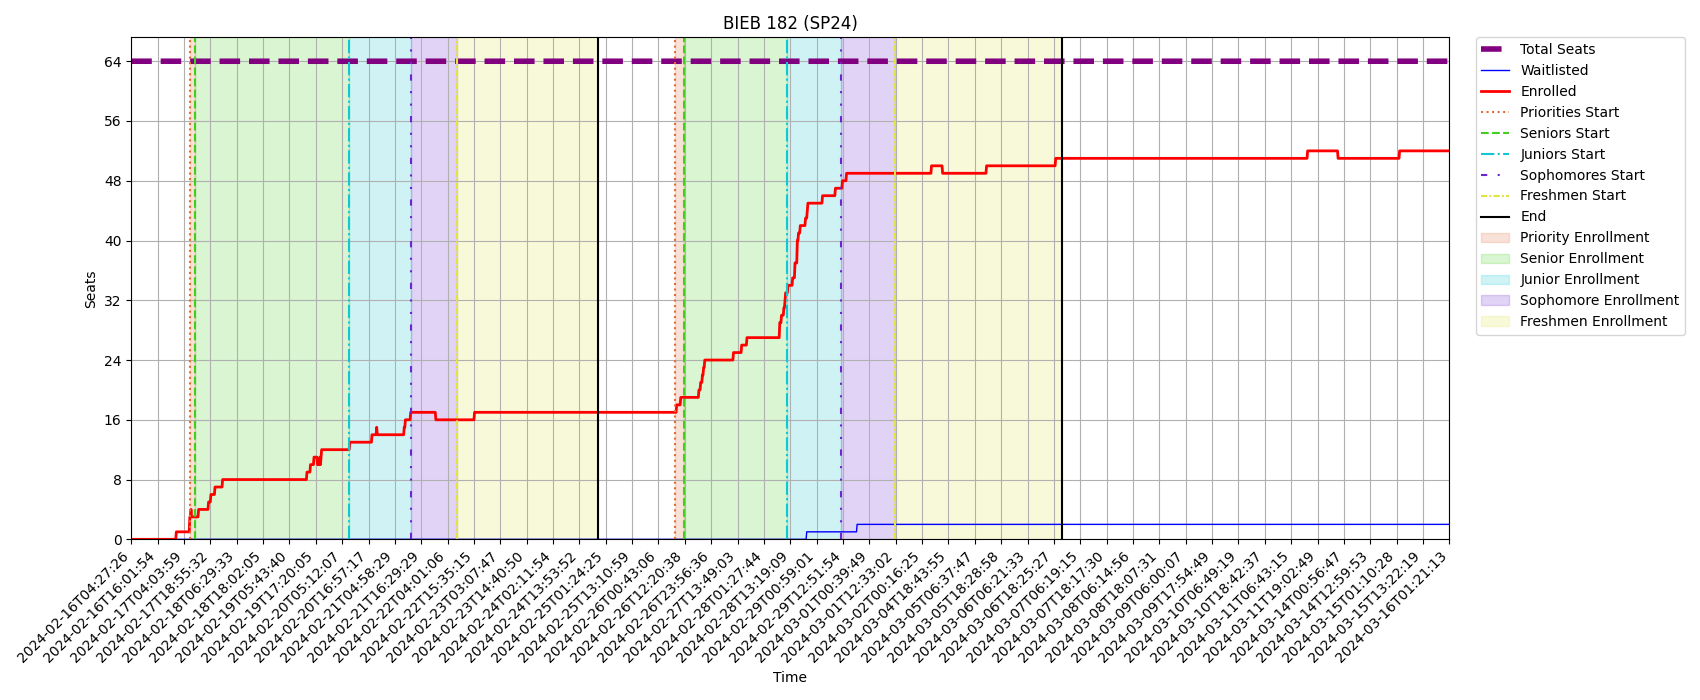 BIEB 182 (SP24)
Total Seats
Waitlisted
Enrolled
Priorities Start
Seniors Start
Juniors Start
Sophomores Start
Freshmen Start
End
Priority Enrollment
Senior Enrollment
Junior Enrollment
Sophomore Enrollment
Freshmen Enrollment
Seats
64
56
48
40
32
24
16
8
0
2024-02-16T04:27:26
2024-02-16T16:01:54
2024-02-17T04:03:59
2024-02-17T18:55:32
2024-02-18T06:29:33
2024-02-18T18:02:05
2024-02-19T05:43:40
2024-02-19T17:20:05
2024-02-20T05:12:07
2024-02-20T16:57:17
2024-02-21T04:58:29
2024-02-21T16:29:29
2024-02-22T04:01:06
2024-02-22T15:35:15
2024-02-23T03:07:47
2024-02-23T14:40:50
2024-02-24T02:11:54
2024-02-24T13:53:52
2024-02-25T01:24:25
2024-02-25T13:10:59
2024-02-26T00:43:06
2024-02-26T12:20:38
2024-02-26T23:56:36
2024-02-27T13:49:03
2024-02-28T01:27:44
2024-02-28T13:19:09
2024-02-29T00:59:01
2024-02-29T12:51:54
2024-03-01T00:39:49
2024-03-01T12:33:02
2024-03-02T00:16:25
2024-03-04T18:43:55
2024-03-05T06:37:47
2024-03-05T18:28:58
2024-03-06T06:21:33
2024-03-06T18:25:27
2024-03-07T06:19:15
2024-03-07T18:17:30
2024-03-08T06:14:56
2024-03-08T18:07:31
2024-03-09T06:00:07
2024-03-09T17:54:49
2024-03-10T06:49:19
2024-03-10T18:42:37
2024-03-11T06:43:15
2024-03-11T19:02:49
2024-03-14T00:56:47
2024-03-14T12:59:53
2024-03-15T01:10:28
2024-03-15T13:22:19
2024-03-16T01:21:13
Time